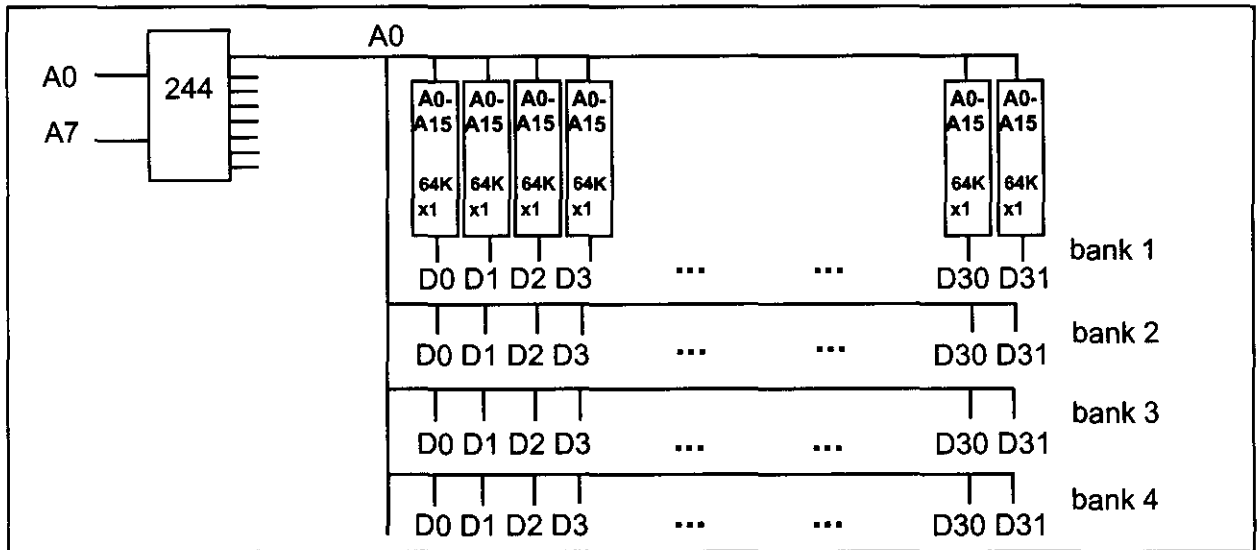 A0
A0
A7
244
A0-A15 64K x1
A0-A15 64K x1
A0-A15 64K x1
A0-A15 64K x1
A0-A15 64K x1
A0-A15 64K x1
D0 D1 D2 D3 ... ... D30 D31 bank 1
D0 D1 D2 D3 ... ... D30 D31 bank 2
D0 D1 D2 D3 ... ... D30 D31 bank 3
D0 D1 D2 D3 ... ... D30 D31 bank 4